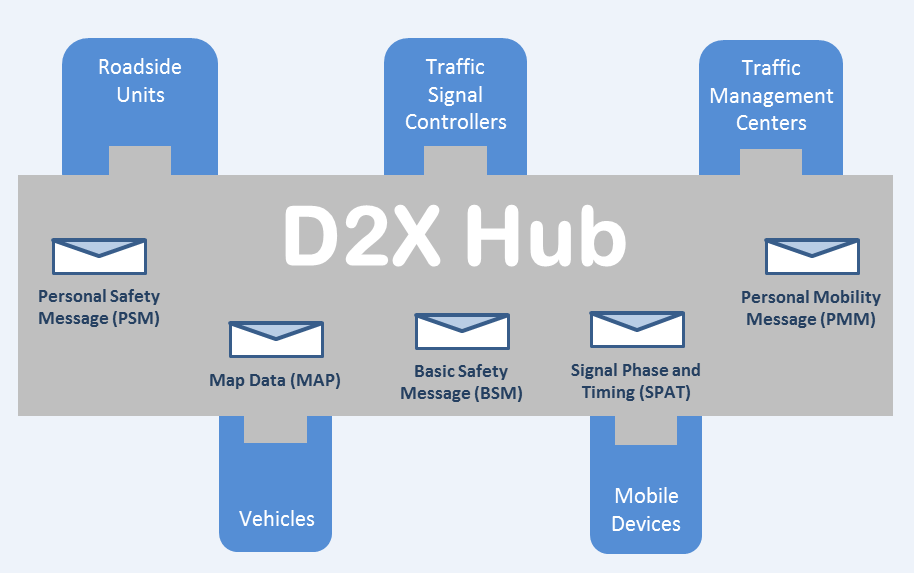 Roadside
Units
Traffic
Signal
Controllers
Traffic
Management
Centers
D2X Hub
Personal Safety
Message (PSM)
Personal Mobility
Message (PMM)
Map Data (MAP)
Basic Safety
Message (BSM)
Signal Phase and
Timing (SPAT)
Vehicles
Mobile
Devices